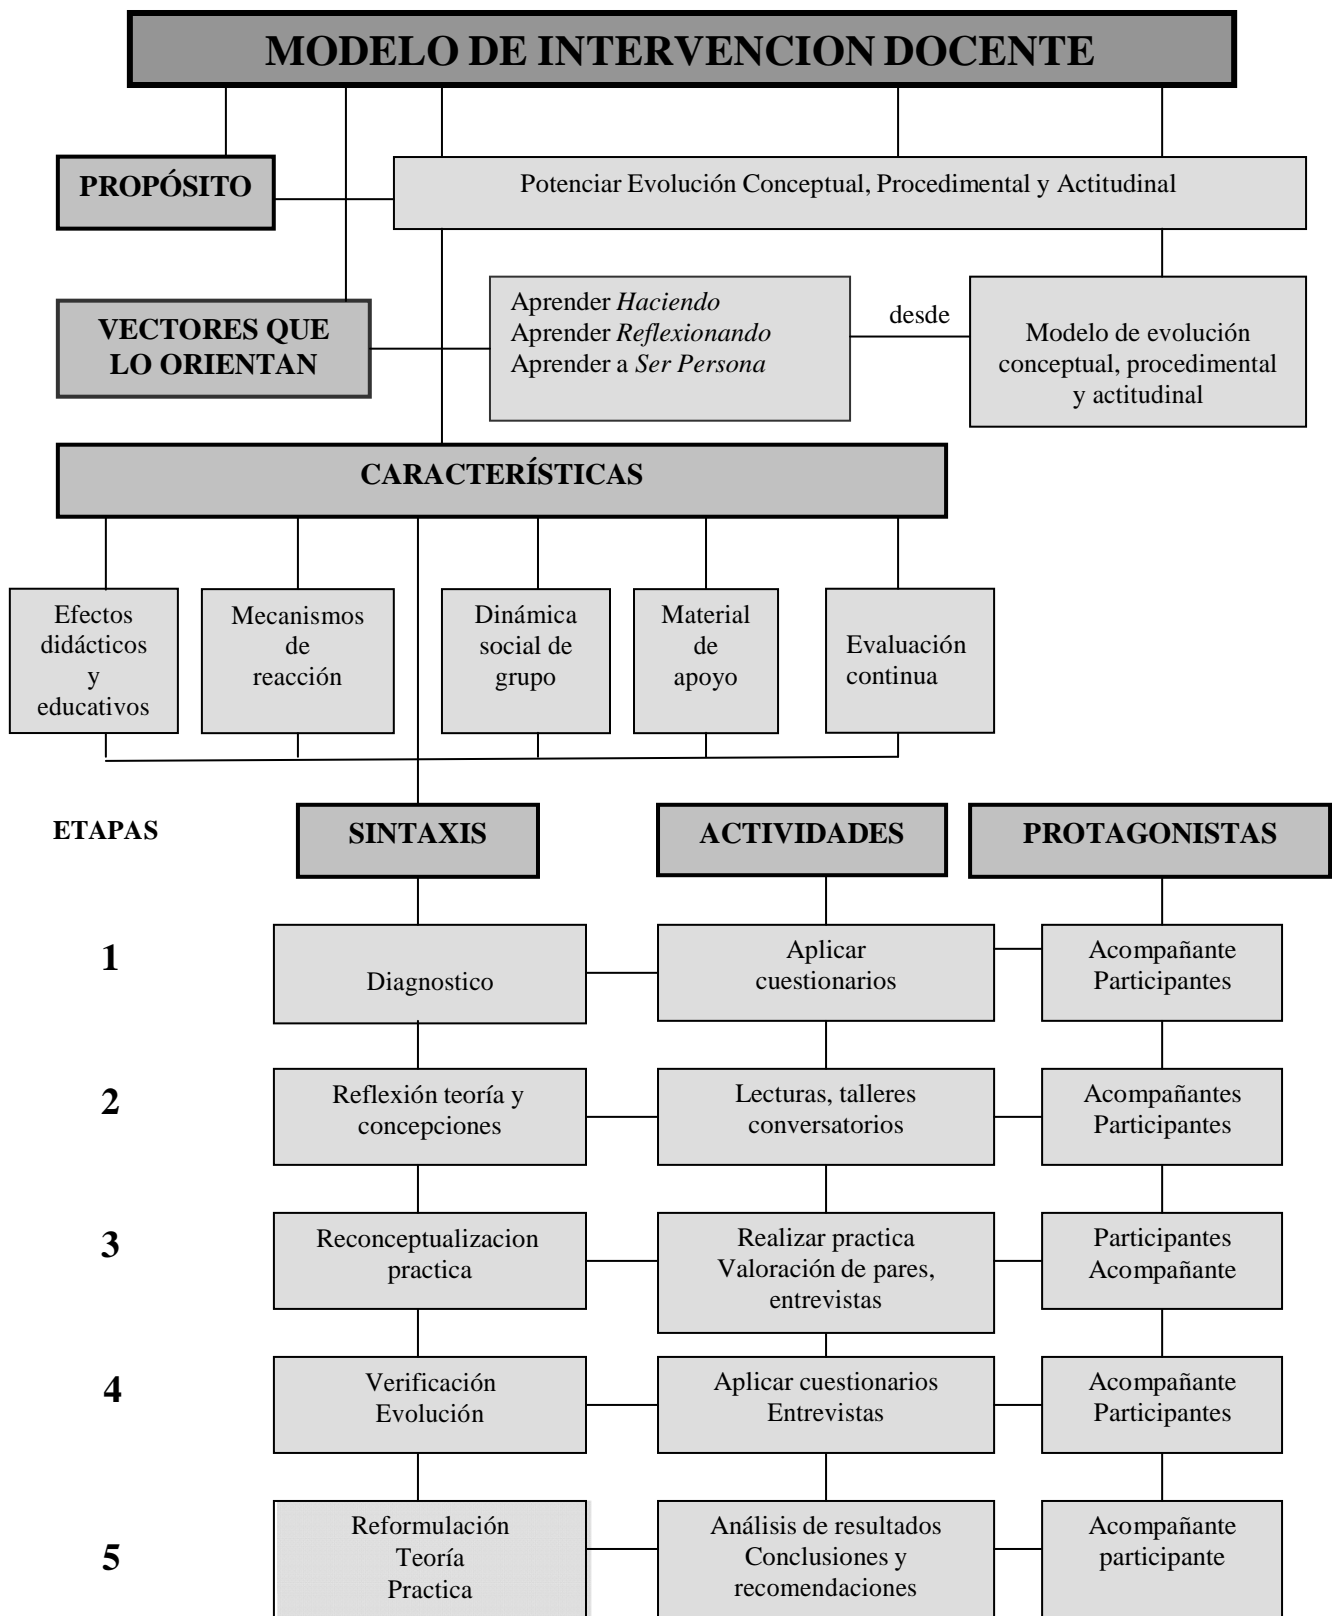 MODELO DE INTERVENCION DOCENTE
PROPÓSITO
Potenciar Evolución Conceptual, Procedimental y Actitudinal
VECTORES QUE
LO ORIENTAN
Aprender Haciendo
Aprender Reflexionando
Aprender a Ser Persona
desde
Modelo de evolución
conceptual, procedimental
y actitudinal
CARACTERÍSTICAS
Efectos
didácticos
y
educativos
Mecanismos
de
reacción
Dinámica
social de
grupo
Material
de
apoyo
Evaluación
continua
ETAPAS
SINTAXIS
ACTIVIDADES
PROTAGONISTAS
1
Diagnostico
Aplicar
cuestionarios
Acompañante
Participantes
2
Reflexión teoría y
concepciones
Lecturas, talleres
conversatorios
Acompañantes
Participantes
3
Reconceptualizacion
practica
Realizar practica
Valoración de pares,
entrevistas
Participantes
Acompañante
4
Verificación
Evolución
Aplicar cuestionarios
Entrevistas
Acompañante
Participantes
5
Reformulación
Teoría
Practica
Análisis de resultados
Conclusiones y
recomendaciones
Acompañante
participante